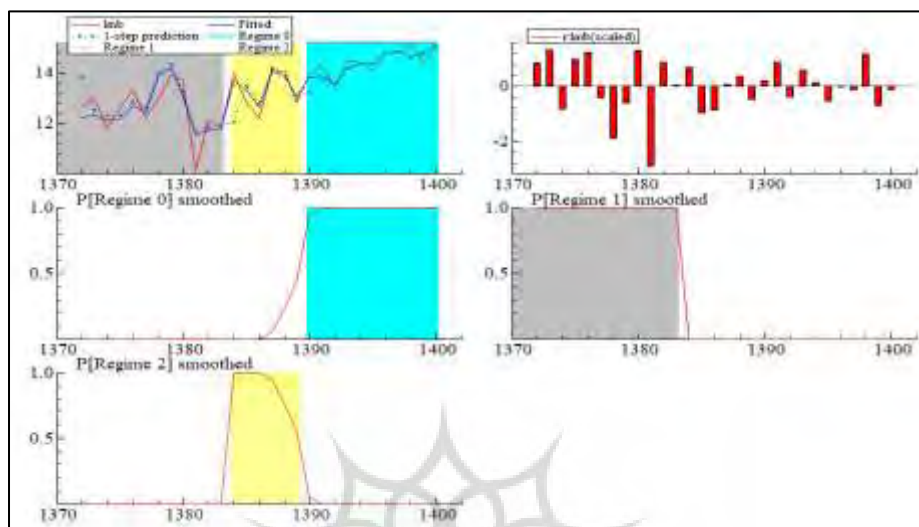 lmb Fitted
1-step prediction Regime 0
Regime 1 Regime 2
14
12
1370 1380 1390 1400
r:lmb(scaled)
0
-2
1370 1380 1390 1400
P[Regime 0] smoothed
1.0
0.5
1370 1380 1390 1400
P[Regime 1] smoothed
1.0
0.5
1370 1380 1390 1400
P[Regime 2] smoothed
1.0
0.5
1370 1380 1390 1400